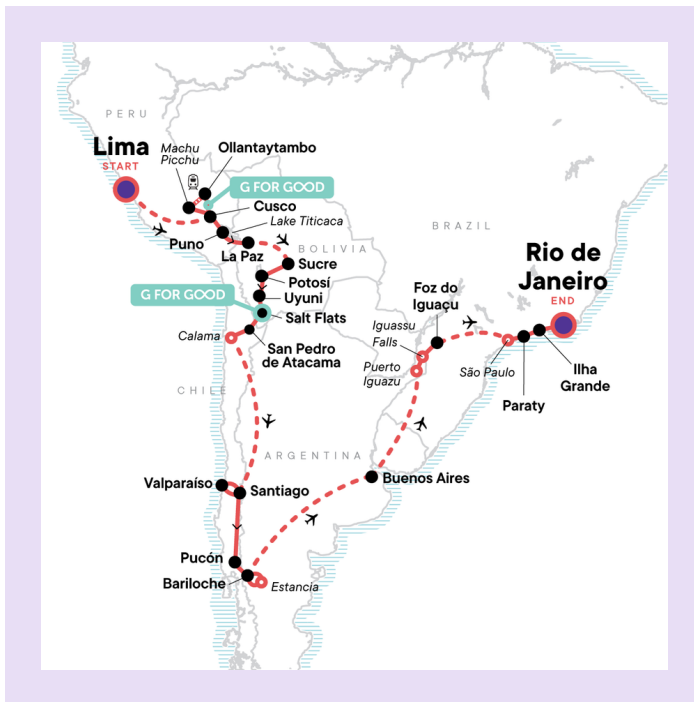 PERU
Lima
START
Machu
Picchu
Ollantaytambo
G FOR GOOD
Cusco
Lake Titicaca
Puno
La Paz
BOLIVIA
BRAZIL
Sucre
Potosí
Uyuni
G FOR GOOD
Salt Flats
Calama
San Pedro
de Atacama
Rio de
Janeiro
END
Foz do
Iguaçu
Iguassu
Falls
Puerto
Iguazu
São Paulo
Ilha
Grande
Paraty
CHILE
ARGENTINA
Valparaíso
Santiago
Buenos Aires
Pucón
Bariloche
Estancia